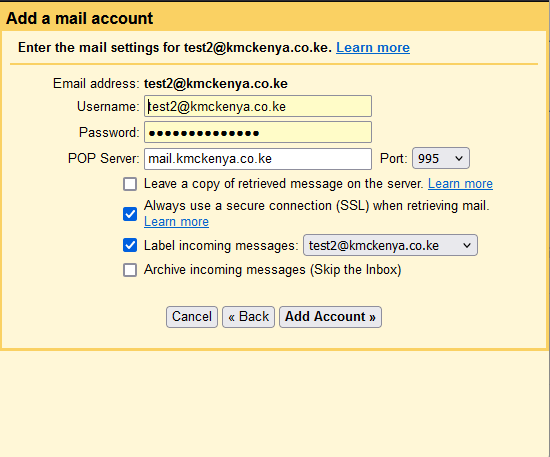 Add a mail account
Enter the mail settings for test2@kmckenya.co.ke. Learn more
Email address: test2@kmckenya.co.ke
Username: test2@kmckenya.co.ke
Password: ●●●●●●●●●●●●●●
POP Server: mail.kmckenya.co.ke Port: 995
Leave a copy of retrieved message on the server. Learn more
Always use a secure connection (SSL) when retrieving mail.
Learn more
Label incoming messages: test2@kmckenya.co.ke
Archive incoming messages (Skip the Inbox)
Cancel « Back Add Account »